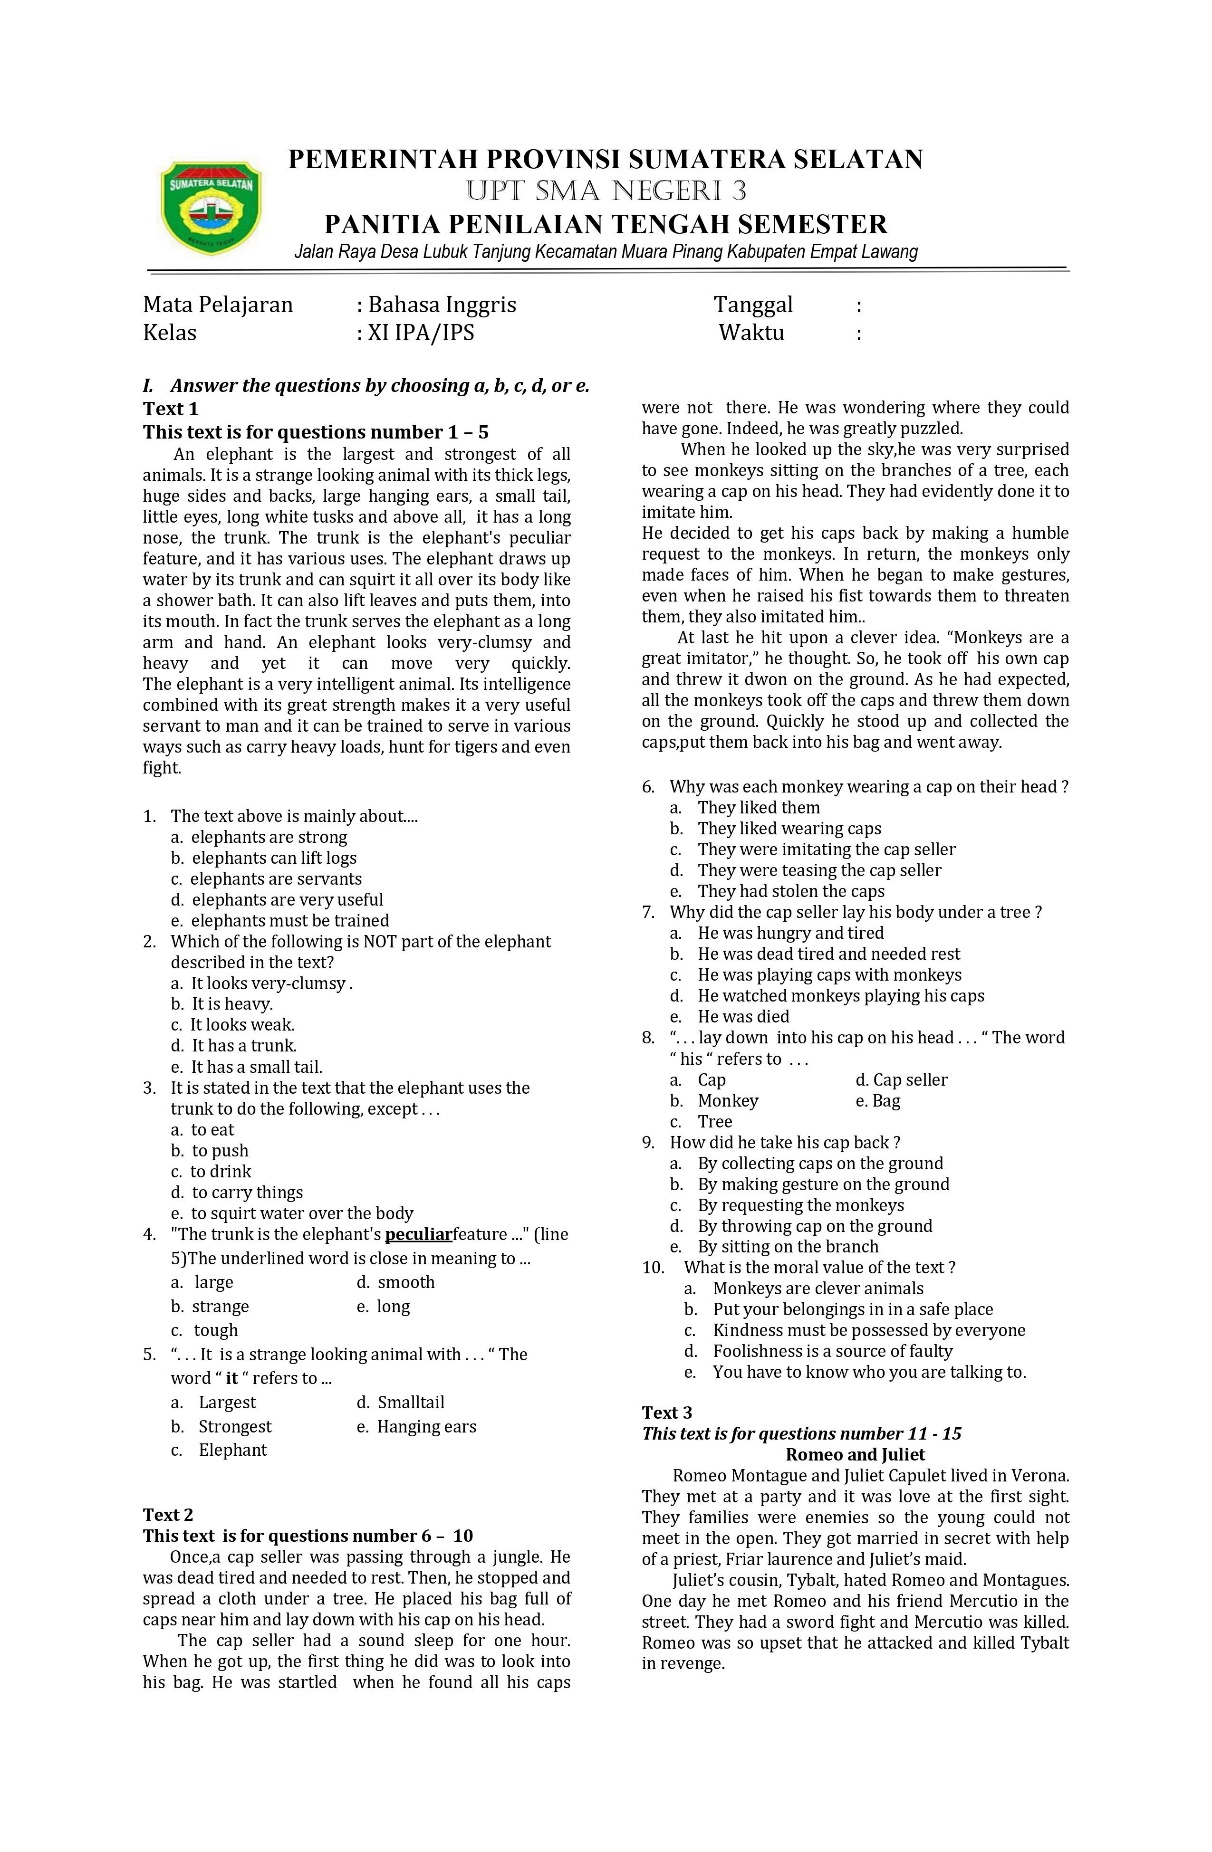 PEMERINTAH PROVINSI SUMATERA SELATAN
UPT SMA NEGERI 3
PANITIA PENILAIAN TENGAH SEMESTER
Jalan Raya Desa Lubuk Tanjung Kecamatan Muara Pinang Kabupaten Empat Lawang
SUMATERA SELATAN
Mata Pelajaran : Bahasa Inggris Tanggal :
Kelas : XI IPA/IPS Waktu :
I. Answer the questions by choosing a, b, c, d, or e.
Text 1
This text is for questions number 1 – 5
An elephant is the largest and strongest of all
animals. It is a strange looking animal with its thick legs,
huge sides and backs, large hanging ears, a small tail,
little eyes, long white tusks and above all, it has a long
nose, the trunk. The trunk is the elephant's peculiar
feature, and it has various uses. The elephant draws up
water by its trunk and can squirt it all over its body like
a shower bath. It can also lift leaves and puts them, into
its mouth. In fact the trunk serves the elephant as a long
arm and hand. An elephant looks very-clumsy and
heavy and yet it can move very quickly.
The elephant is a very intelligent animal. Its intelligence
combined with its great strength makes it a very useful
servant to man and it can be trained to serve in various
ways such as carry heavy loads, hunt for tigers and even
fight.
1. The text above is mainly about....
a. elephants are strong
b. elephants can lift logs
c. elephants are servants
d. elephants are very useful
e. elephants must be trained
2. Which of the following is NOT part of the elephant
described in the text?
a. It looks very-clumsy .
b. It is heavy.
c. It looks weak.
d. It has a trunk.
e. It has a small tail.
3. It is stated in the text that the elephant uses the
trunk to do the following, except . . .
a. to eat
b. to push
c. to drink
d. to carry things
e. to squirt water over the body
4. "The trunk is the elephant's peculiarfeature ..." (line
5)The underlined word is close in meaning to ...
a. large d. smooth
b. strange e. long
c. tough
5. “. . . It is a strange looking animal with . . . “ The
word “ it “ refers to ...
a. Largest d. Smalltail
b. Strongest e. Hanging ears
c. Elephant
Text 2
This text is for questions number 6 – 10
Once,a cap seller was passing through a jungle. He
was dead tired and needed to rest. Then, he stopped and
spread a cloth under a tree. He placed his bag full of
caps near him and lay down with his cap on his head.
The cap seller had a sound sleep for one hour.
When he got up, the first thing he did was to look into
his bag. He was startled when he found all his caps
were not there. He was wondering where they could
have gone. Indeed, he was greatly puzzled.
When he looked up the sky,he was very surprised
to see monkeys sitting on the branches of a tree, each
wearing a cap on his head. They had evidently done it to
imitate him.
He decided to get his caps back by making a humble
request to the monkeys. In return, the monkeys only
made faces of him. When he began to make gestures,
even when he raised his fist towards them to threaten
them, they also imitated him..
At last he hit upon a clever idea. “Monkeys are a
great imitator,” he thought. So, he took off his own cap
and threw it dwon on the ground. As he had expected,
all the monkeys took off the caps and threw them down
on the ground. Quickly he stood up and collected the
caps,put them back into his bag and went away.
6. Why was each monkey wearing a cap on their head ?
a. They liked them
b. They liked wearing caps
c. They were imitating the cap seller
d. They were teasing the cap seller
e. They had stolen the caps
7. Why did the cap seller lay his body under a tree ?
a. He was hungry and tired
b. He was dead tired and needed rest
c. He was playing caps with monkeys
d. He watched monkeys playing his caps
e. He was died
8. “. . . lay down into his cap on his head . . . “ The word
“ his “ refers to . . .
a. Cap d. Cap seller
b. Monkey e. Bag
c. Tree
9. How did he take his cap back ?
a. By collecting caps on the ground
b. By making gesture on the ground
c. By requesting the monkeys
d. By throwing cap on the ground
e. By sitting on the branch
10. What is the moral value of the text ?
a. Monkeys are clever animals
b. Put your belongings in in a safe place
c. Kindness must be possessed by everyone
d. Foolishness is a source of faulty
e. You have to know who you are talking to.
Text 3
This text is for questions number 11 - 15
Romeo and Juliet
Romeo Montague and Juliet Capulet lived in Verona.
They met at a party and it was love at the first sight.
They families were enemies so the young could not
meet in the open. They got married in secret with help
of a priest, Friar laurence and Juliet’s maid.
Juliet’s cousin, Tybalt, hated Romeo and Montagues.
One day he met Romeo and his friend Mercutio in the
street. They had a sword fight and Mercutio was killed.
Romeo was so upset that he attacked and killed Tybalt
in revenge.